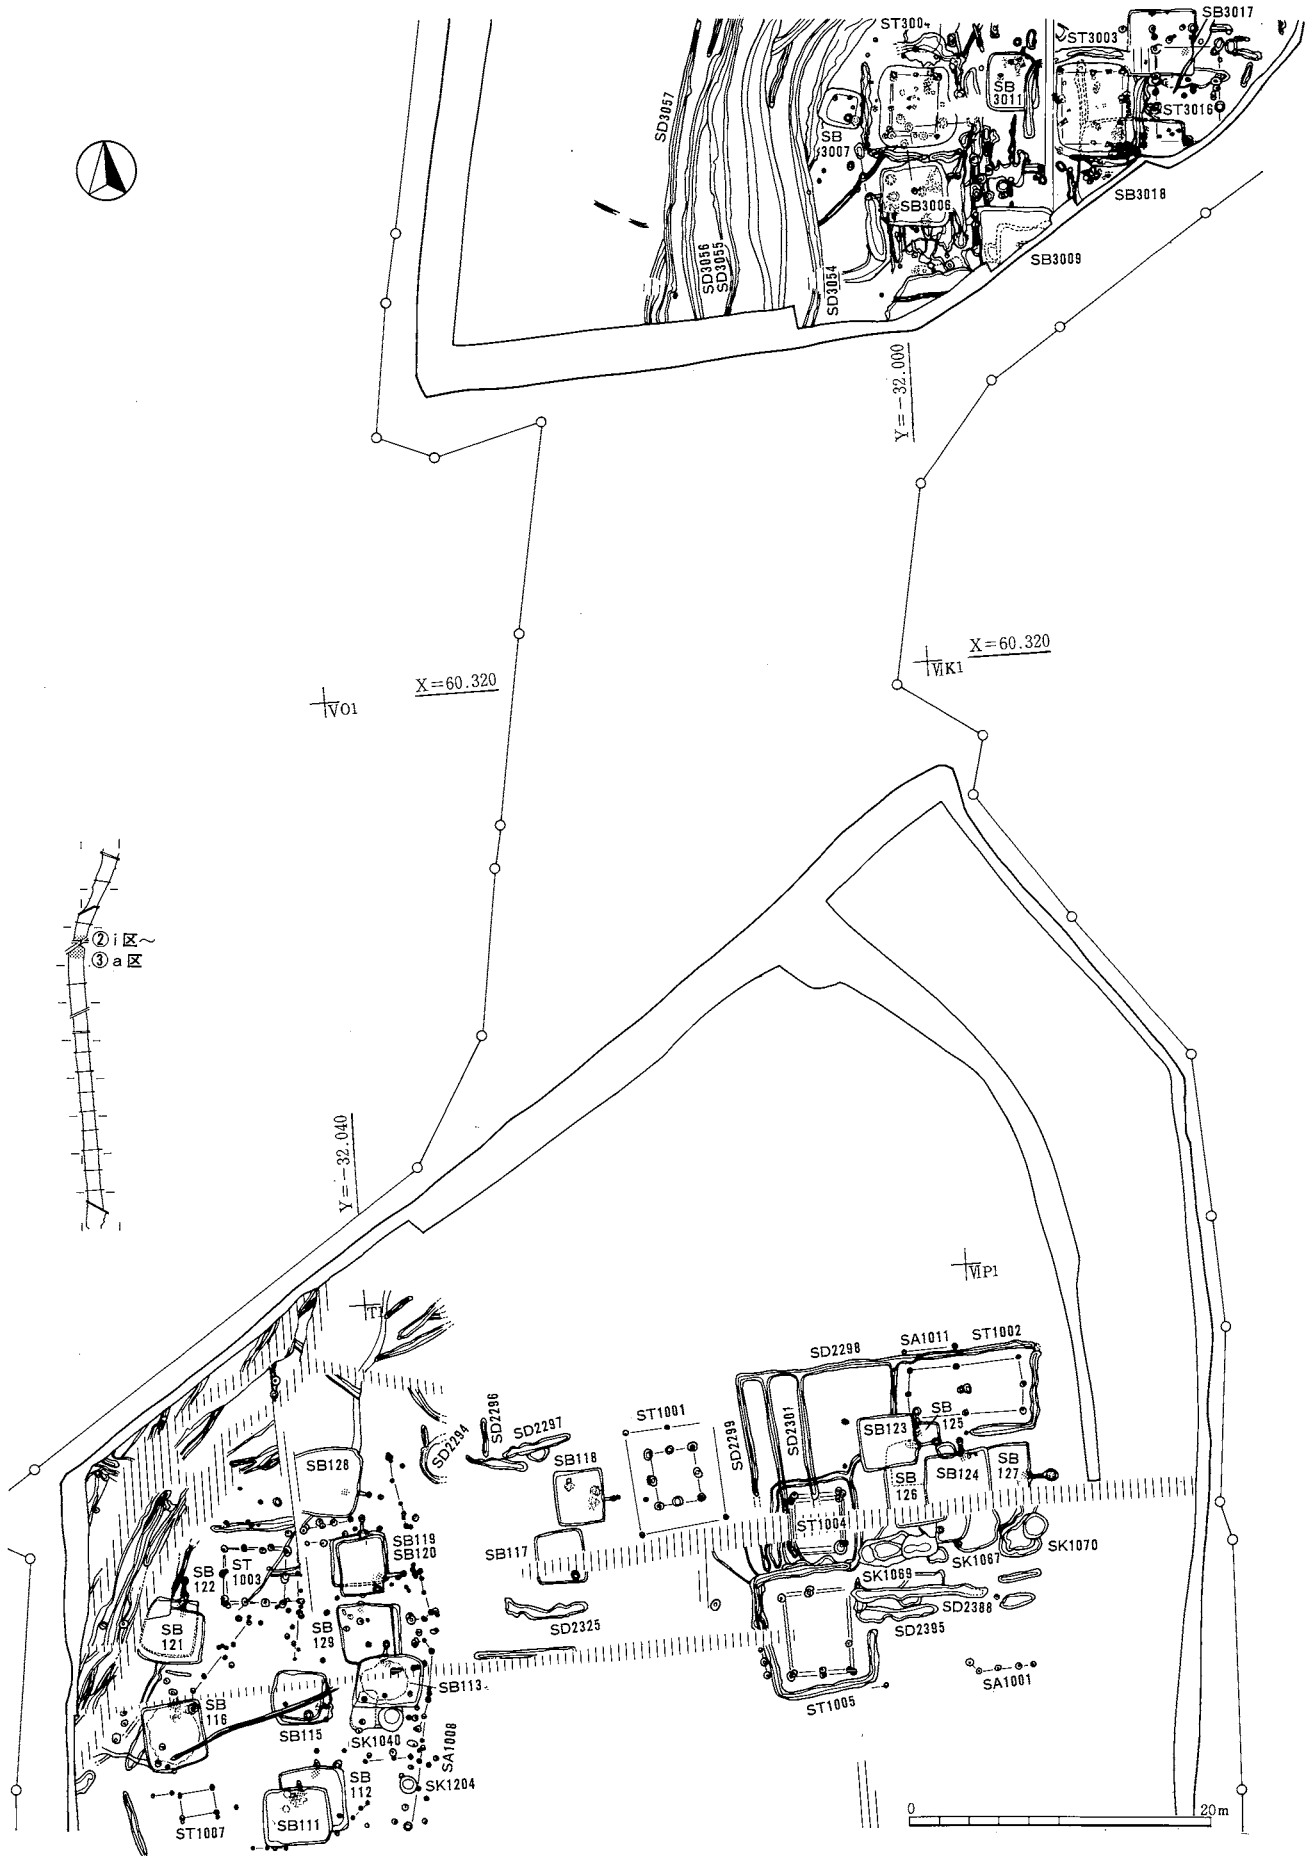 SB3017
ST3004
ST3003
SD3057
SB
3011
ST3016
SB
3007
SB3018
SB3006
SB3009
SD3056
SD3055
SD3054
Y=-32.000
X=60.320
ⅥK1
X=60.320
VO1
②i区~
③a区
Y=-32.040
ⅥP1
T1
SA1011
ST1002
SD2298
SD2296
SD2297
ST1001
SD2299
SD2301
SB
125
SB123
SD2294
SB118
SB128
SB
126
SB124
SB
127
ST1004
SB119
SB120
SB117
SK1067
SK1070
SB
122
ST
1003
SK1069
SD2388
SD2325
SD2395
SB
121
SB
129
SB113
SA1001
ST1005
SB
116
SB115
SK1040
SA1008
SB
112
SK1204
ST1007
SB111
0
20m